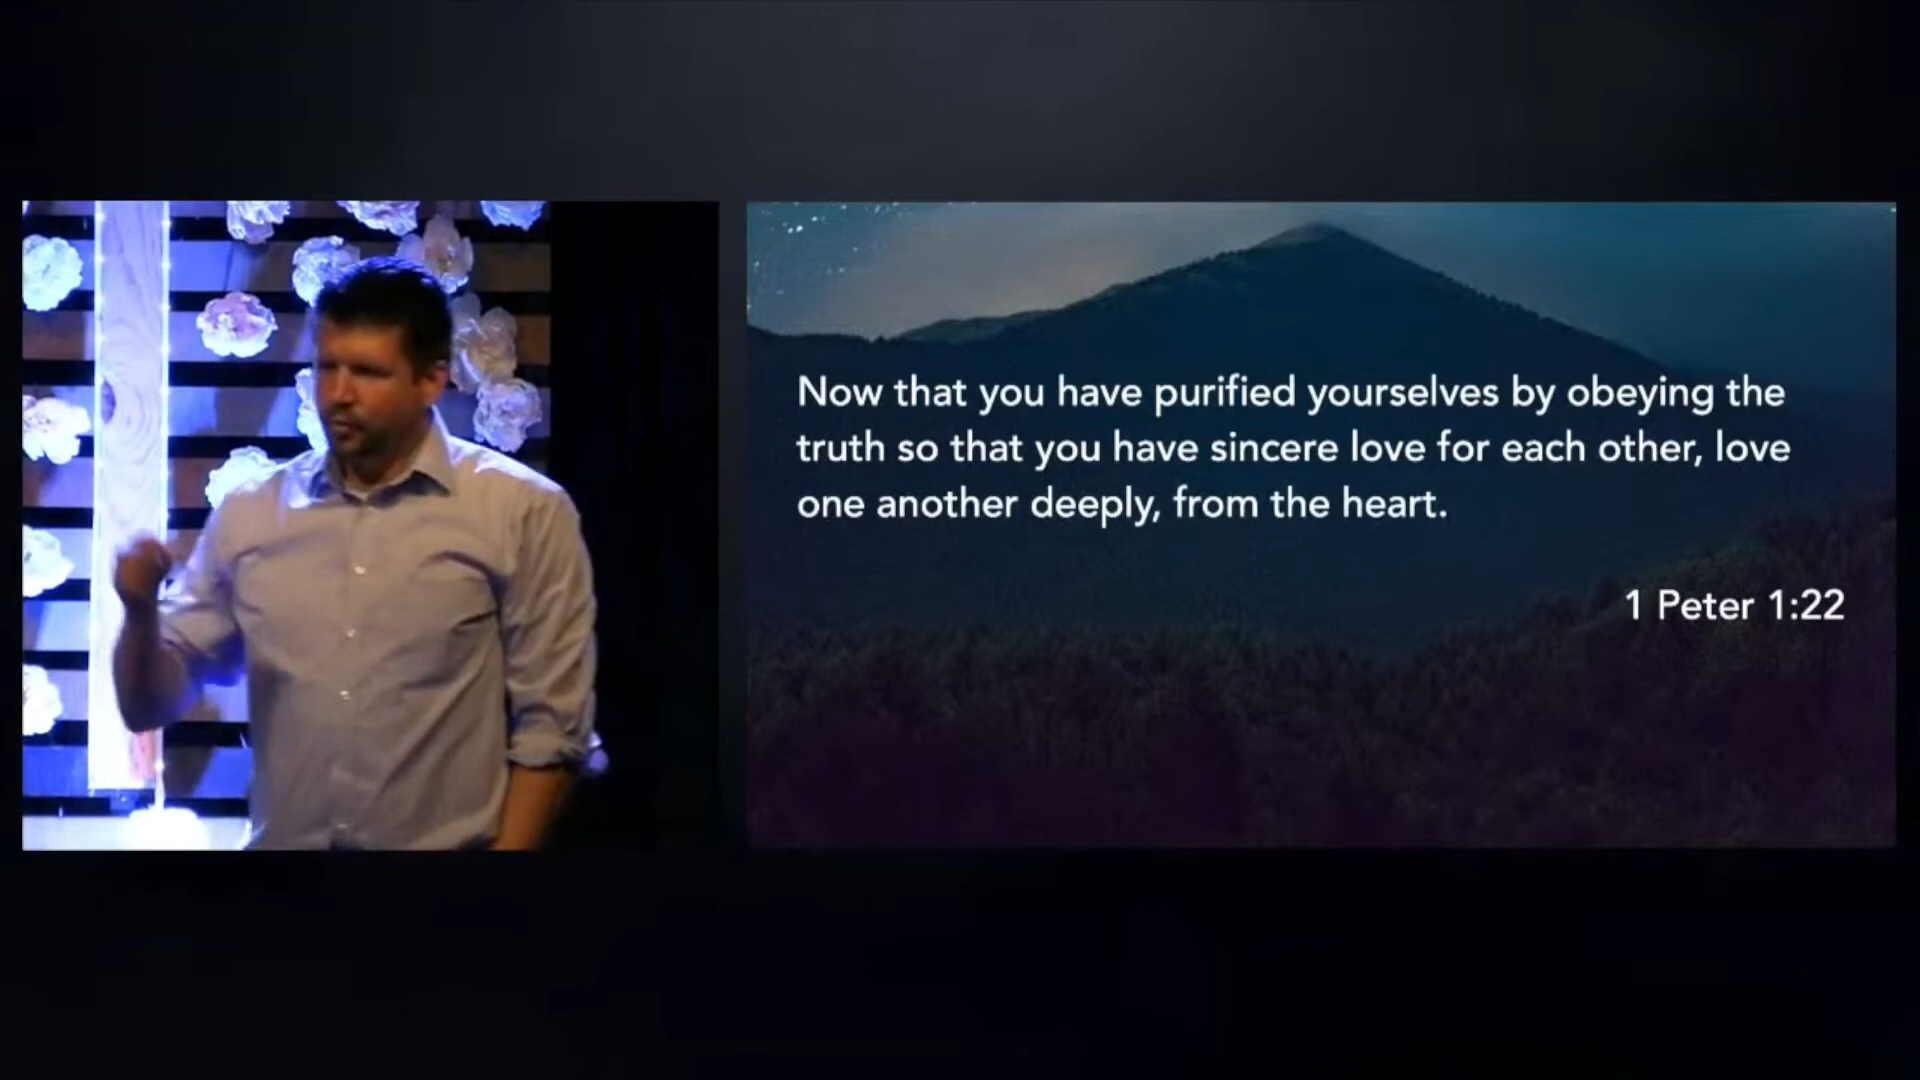 Now that you have purified yourselves by obeying the
truth so that you have sincere love for each other, love
one another deeply, from the heart.
1 Peter 1:22